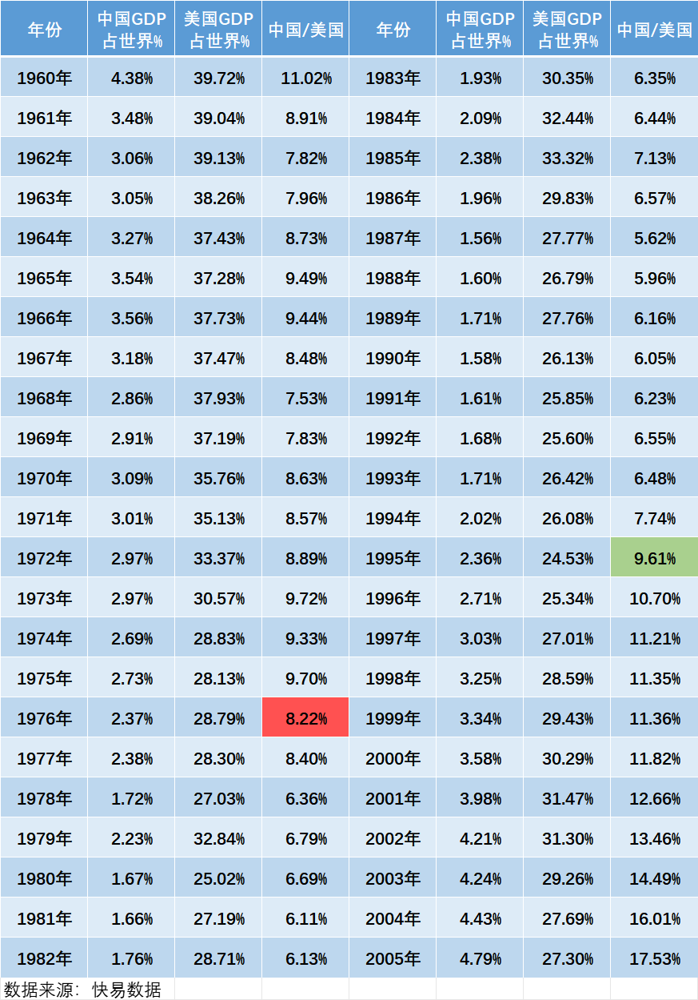 年份 中国GDP占世界% 美国GDP占世界% 中国/美国 年份 中国GDP占世界% 美国GDP占世界% 中国/美国
1960年 4.38% 39.72% 11.02% 1983年 1.93% 30.35% 6.35%
1961年 3.48% 39.04% 8.91% 1984年 2.09% 32.44% 6.44%
1962年 3.06% 39.13% 7.82% 1985年 2.38% 33.32% 7.13%
1963年 3.05% 38.26% 7.96% 1986年 1.96% 29.83% 6.57%
1964年 3.27% 37.43% 8.73% 1987年 1.56% 27.77% 5.62%
1965年 3.54% 37.28% 9.49% 1988年 1.60% 26.79% 5.96%
1966年 3.56% 37.73% 9.44% 1989年 1.71% 27.76% 6.16%
1967年 3.18% 37.47% 8.48% 1990年 1.58% 26.13% 6.05%
1968年 2.86% 37.93% 7.53% 1991年 1.61% 25.85% 6.23%
1969年 2.91% 37.19% 7.83% 1992年 1.68% 25.60% 6.55%
1970年 3.09% 35.76% 8.63% 1993年 1.71% 26.42% 6.48%
1971年 3.01% 35.13% 8.57% 1994年 2.02% 26.08% 7.74%
1972年 2.97% 33.37% 8.89% 1995年 2.36% 24.53% 9.61%
1973年 2.97% 30.57% 9.72% 1996年 2.71% 25.34% 10.70%
1974年 2.69% 28.83% 9.33% 1997年 3.03% 27.01% 11.21%
1975年 2.73% 28.13% 9.70% 1998年 3.25% 28.59% 11.35%
1976年 2.37% 28.79% 8.22% 1999年 3.34% 29.43% 11.36%
1977年 2.38% 28.30% 8.40% 2000年 3.58% 30.29% 11.82%
1978年 1.72% 27.03% 6.36% 2001年 3.98% 31.47% 12.66%
1979年 2.23% 32.84% 6.79% 2002年 4.21% 31.30% 13.46%
1980年 1.67% 25.02% 6.69% 2003年 4.24% 29.26% 14.49%
1981年 1.66% 27.19% 6.11% 2004年 4.43% 27.69% 16.01%
1982年 1.76% 28.71% 6.13% 2005年 4.79% 27.30% 17.53%
数据来源：快易数据